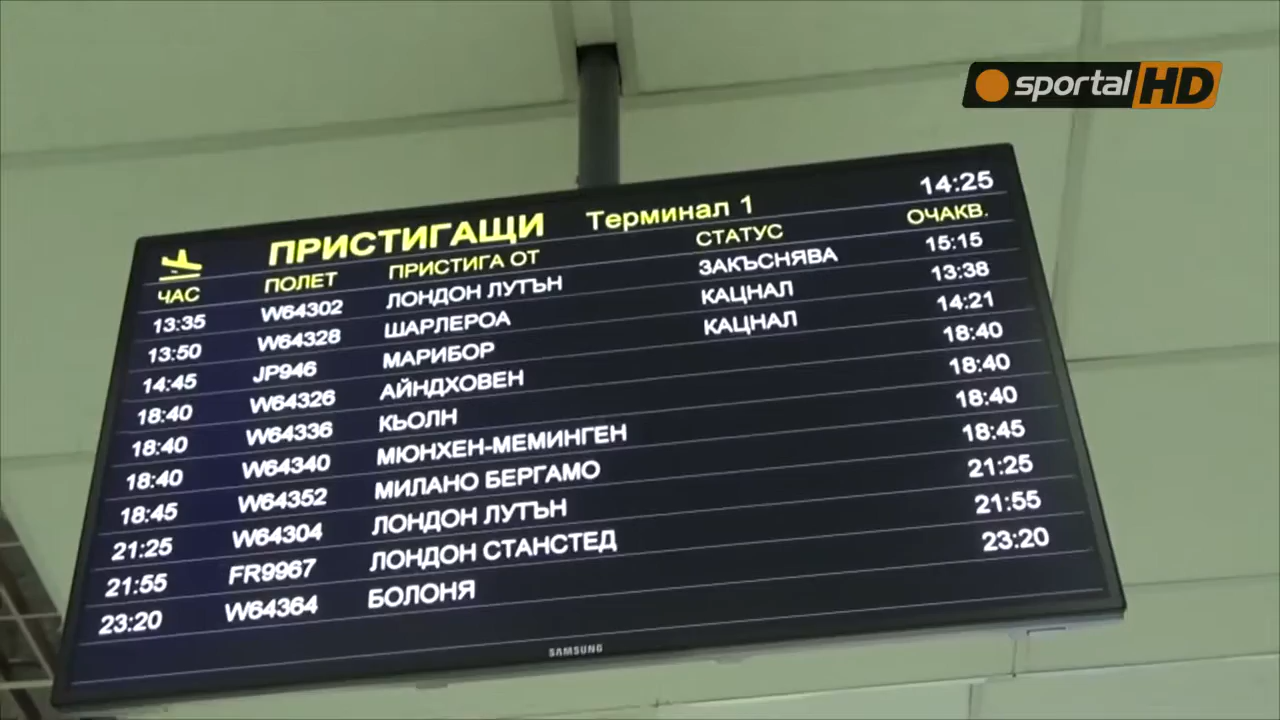 sportal HD
14:25
ПРИСТИГАЩИ Терминал 1
ЧАС ПОЛЕТ ПРИСТИГА ОТ СТАТУС ОЧАКВ.
13:35 W64302 ЛОНДОН ЛУТЪН ЗАКЪСНЯВА 15:15
13:50 W64328 ШАРЛЕРОА КАЦНАЛ 13:38
14:45 JP946 МАРИБОР КАЦНАЛ 14:21
18:40 W64326 АЙНДХОВЕН 18:40
18:40 W64336 КЬОЛН 18:40
18:40 W64340 МЮНХЕН-МЕМИНГЕН 18:40
18:45 W64352 МИЛАНО БЕРГАМО 18:45
21:25 W64304 ЛОНДОН ЛУТЪН 21:25
21:55 FR9967 ЛОНДОН СТАНСТЕД 21:55
23:20 W64364 БОЛОНЯ 23:20
SAMSUNG